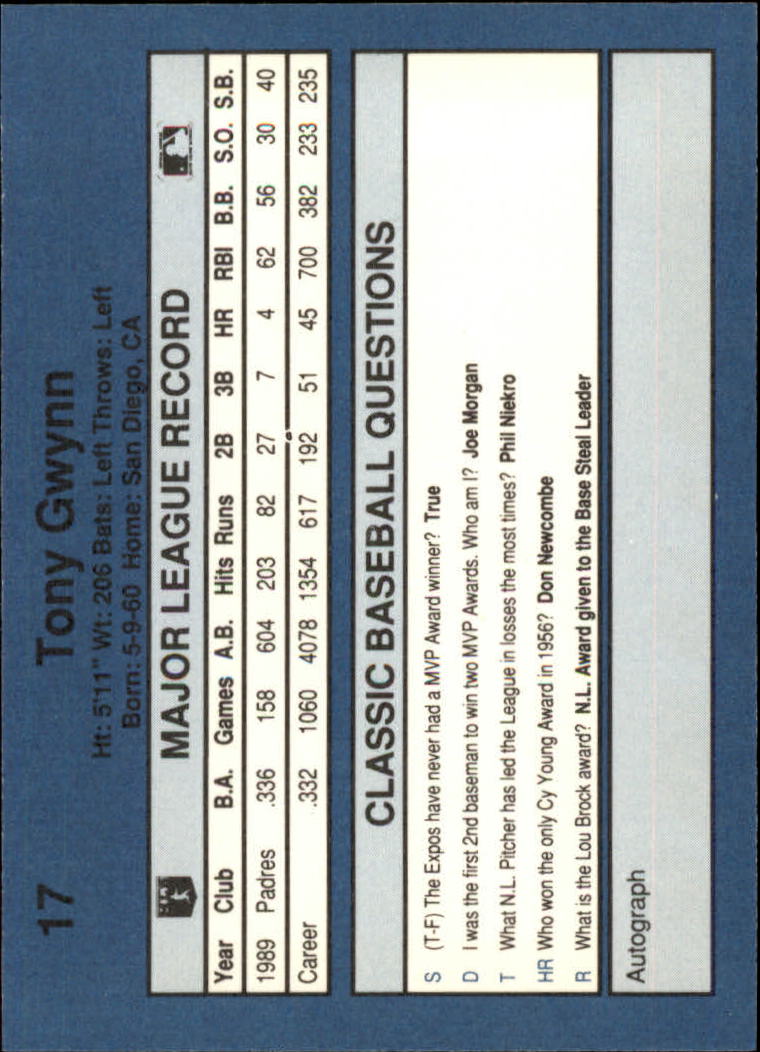 17
Tony Gwynn
Ht: 5'11" Wt: 206 Bats: Left Throws: Left
Born: 5-9-60 Home: San Diego, CA
MAJOR LEAGUE RECORD
Year Club B.A. Games A.B. Hits Runs 2B 3B HR RBI B.B. S.O. S.B.
1989 Padres .336 158 604 203 82 27 7 4 62 56 30 40
Career .332 1060 4078 1354 617 192 51 45 700 382 233 235
CLASSIC BASEBALL QUESTIONS
S (T-F) The Expos have never had a MVP Award winner? True
D I was the first 2nd baseman to win two MVP Awards. Who am I? Joe Morgan
T What N.L. Pitcher has led the League in losses the most times? Phil Niekro
HR Who won the only Cy Young Award in 1956? Don Newcombe
R What is the Lou Brock award? N.L. Award given to the Base Steal Leader
Autograph